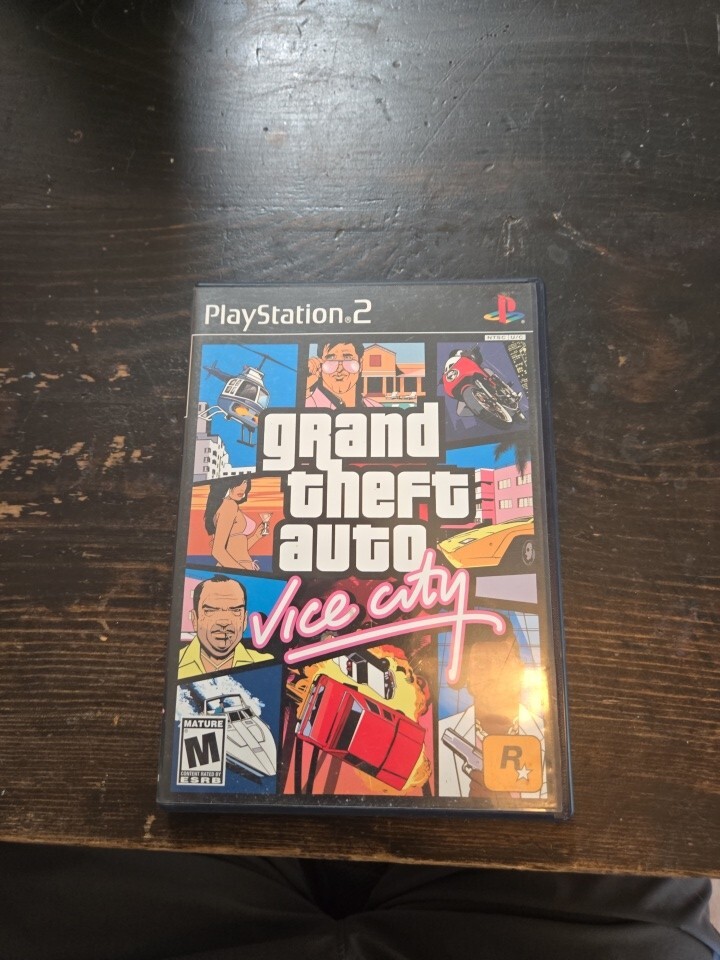 PlayStation®2
NTSC U/C
grand
theft
auto
Vice City
MATURE
M
CONTENT RATED BY
ESRB
R